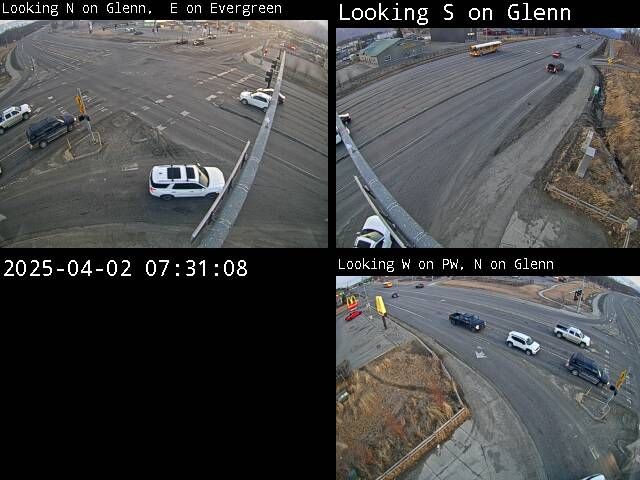 Looking N on Glenn,  E on Evergreen
Looking S on Glenn
2025-04-02 07:31:08
Looking W on PW, N on Glenn